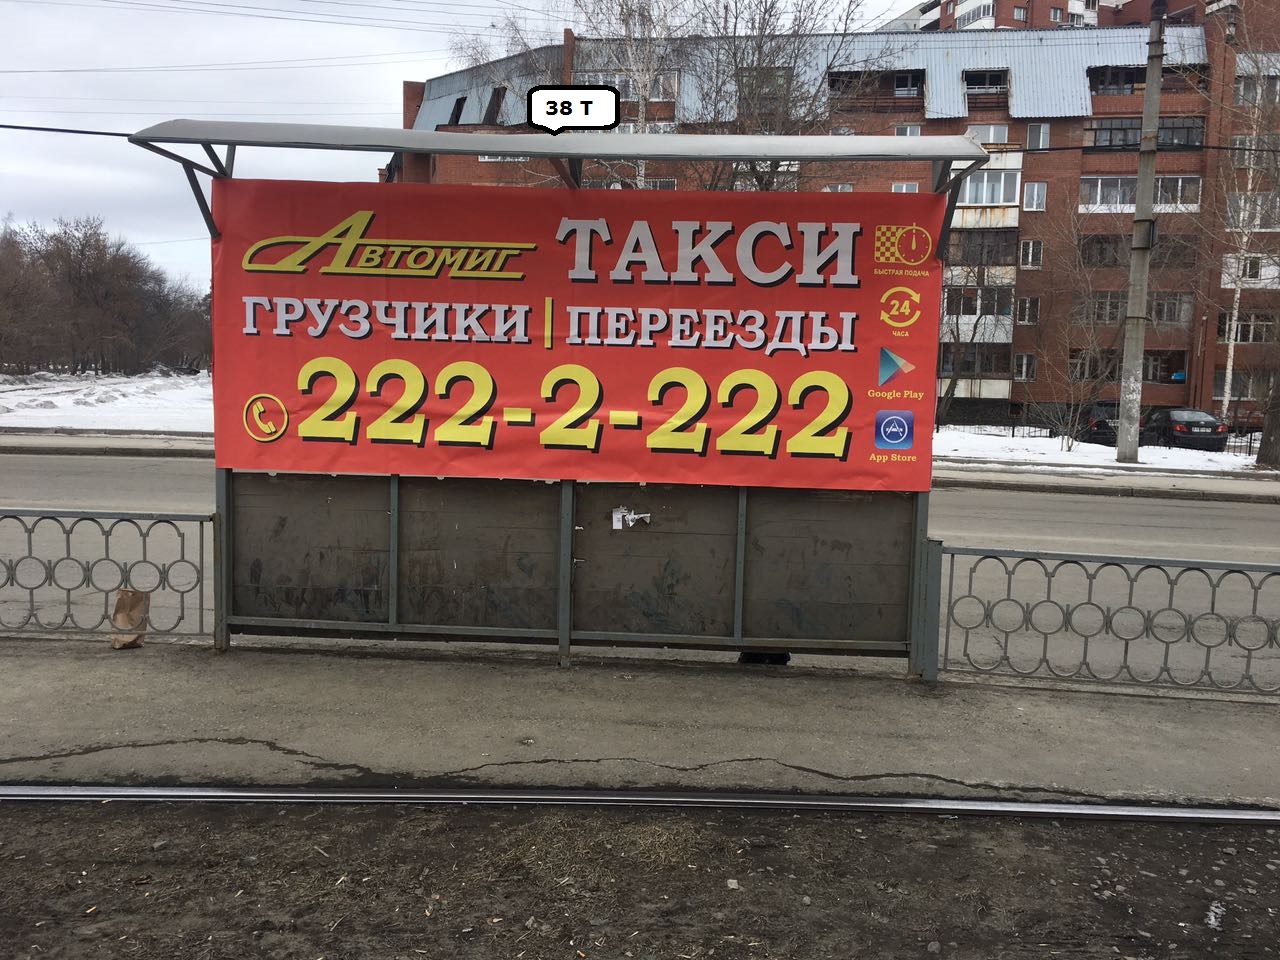 38 Т
Автомиг ТАКСИ
БЫСТРАЯ ПОДАЧА
ГРУЗЧИКИ | ПЕРЕЕЗДЫ
24
ЧАСА
222-2-222
Google Play
App Store